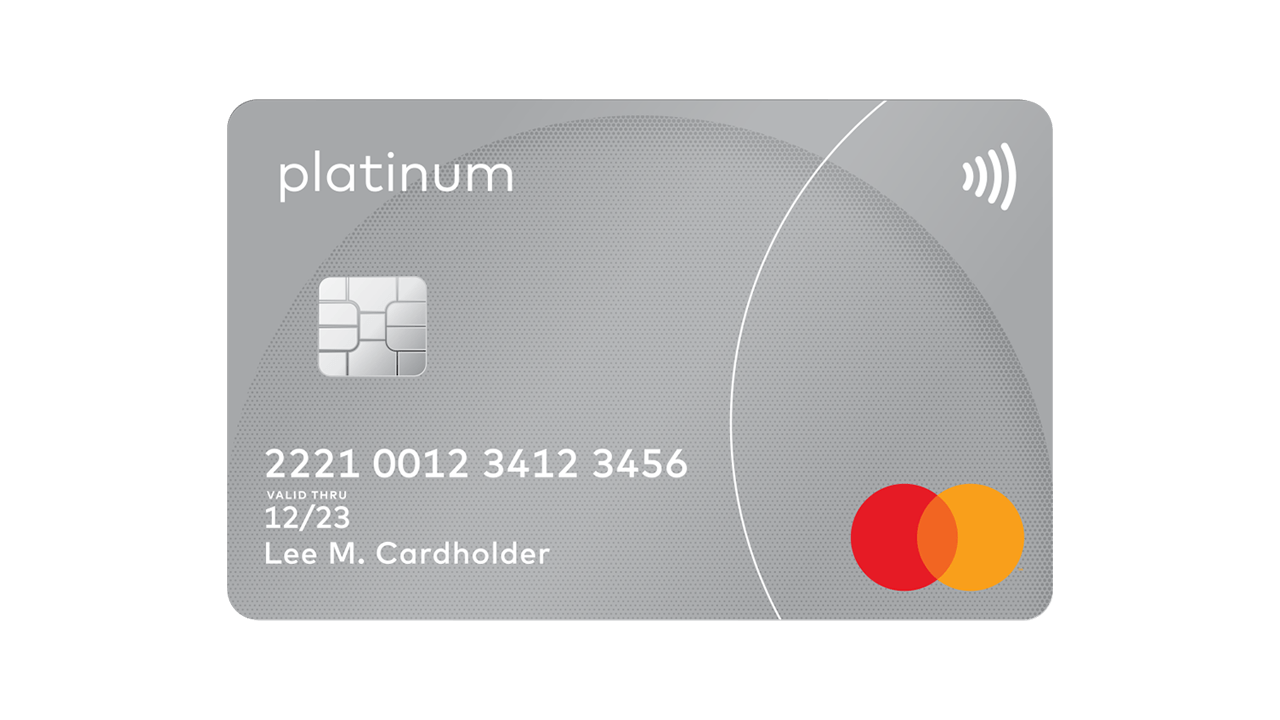 platinum
2221 0012 3412 3456
VALID THRU
12/23
Lee M. Cardholder